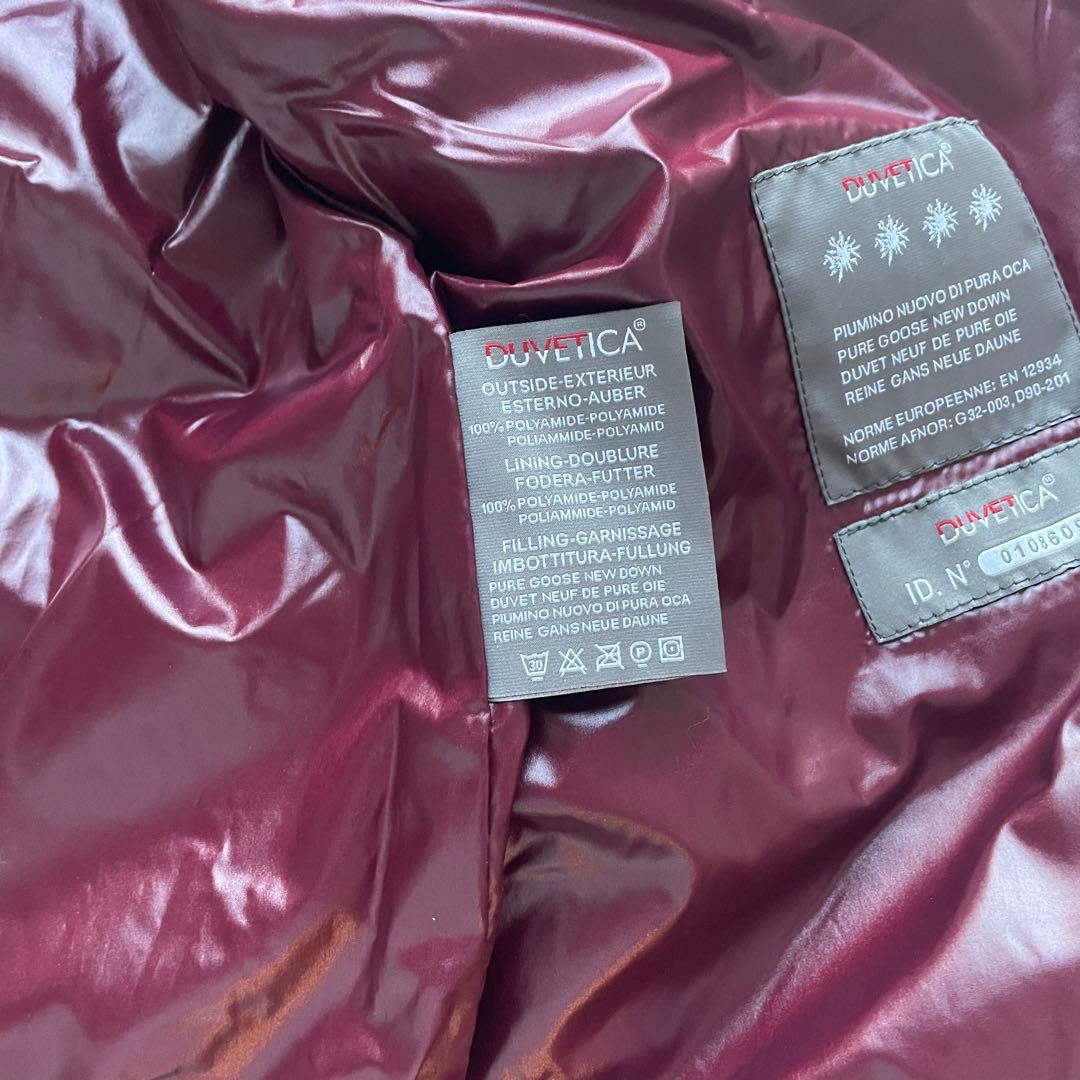 DUVETICA®
OUTSIDE-EXTERIEUR
ESTERNO-AUBER
100% POLYAMIDE-POLYAMID
POLIAMMIDE-POLYAMID
LINING-DOUBLURE
FODERA-FUTTER
100% POLYAMIDE-POLYAMID
POLIAMMIDE-POLYAMID
FILLING-GARNISSAGE
IMBOTTITURA-FULLUNG
PURE GOOSE NEW DOWN
DUVET NEUF DE PURE OIE
PIUMINO NUOVO DI PURA OCA
REINE GANS NEUE DAUNE
30
P
DUVETICA®
PIUMINO NUOVO DI PURA OCA
PURE GOOSE NEW DOWN
DUVET NEUF DE PURE OIE
REINE GANS NEUE DAUNE
NORME EUROPEENNE: EN 12934
NORME AFNOR: G32-003, D90-201
DUVETICA®
ID. N° 010860